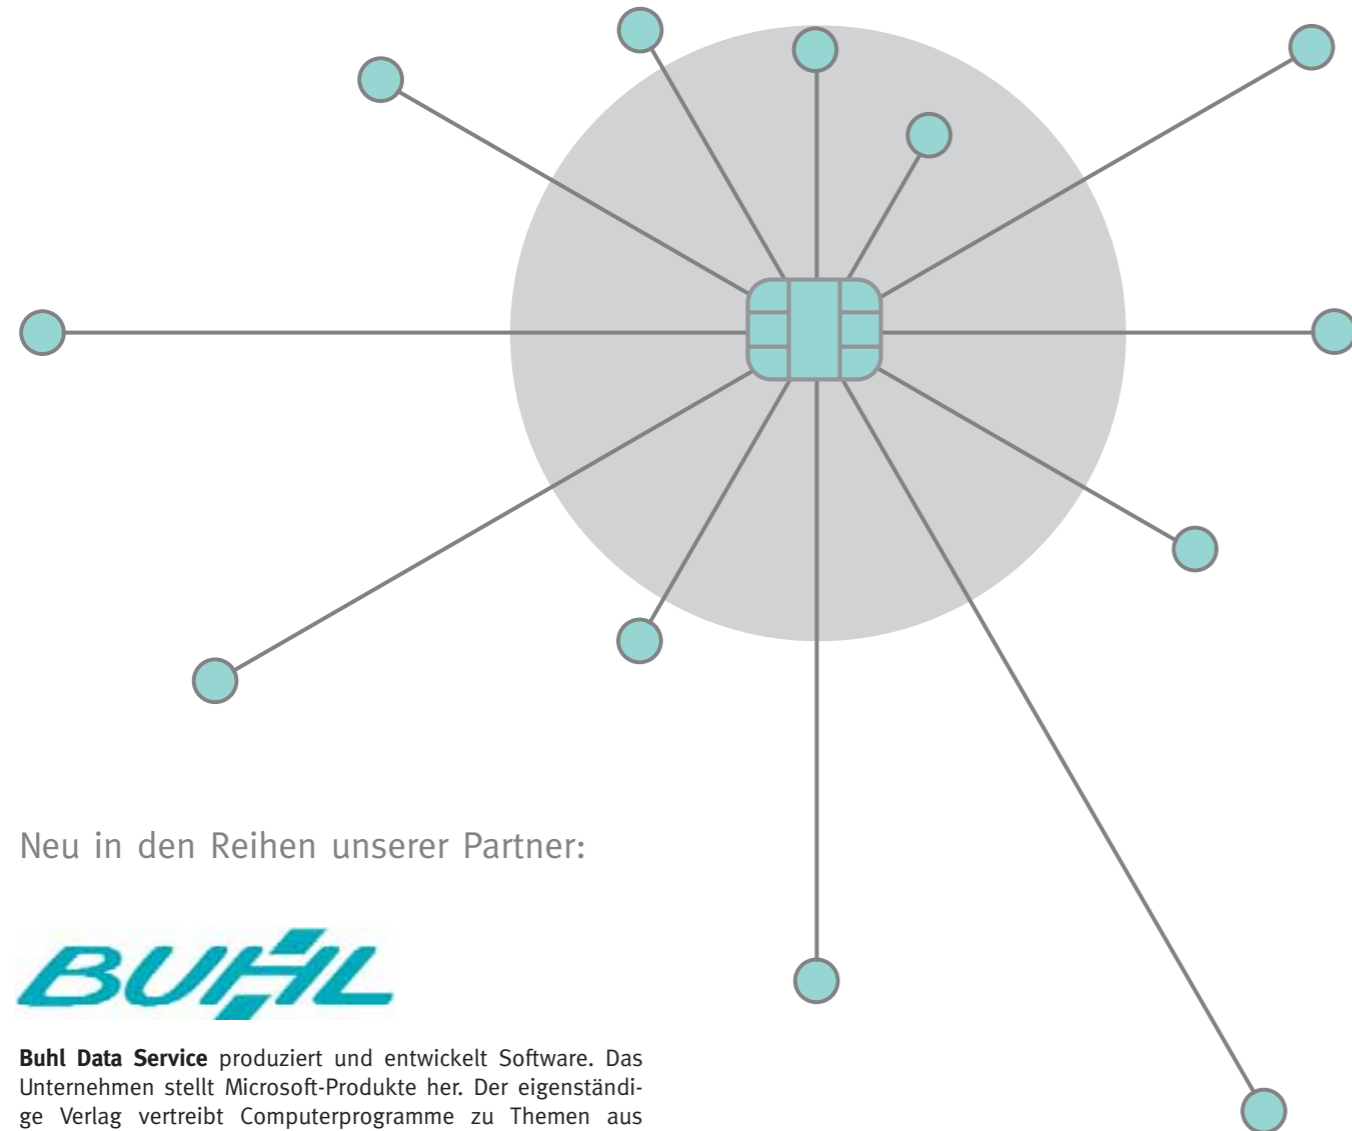 Neu in den Reihen unserer Partner:
BUHL
Buhl Data Service produziert und entwickelt Software. Das
Unternehmen stellt Microsoft-Produkte her. Der eigenständi-
ge Verlag vertreibt Computerprogramme zu Themen aus